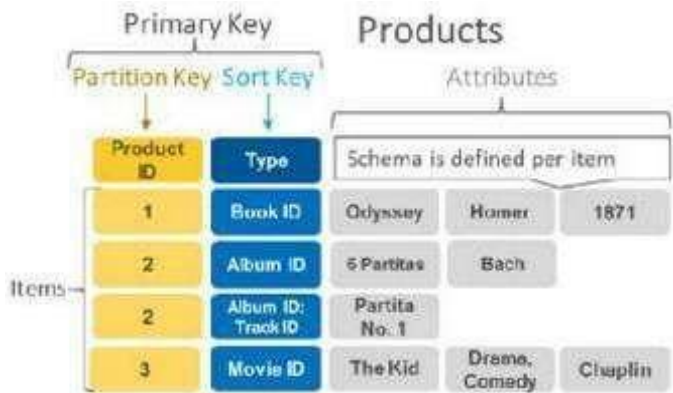 Primary Key
Products
Partition Key Sort Key
Attributes
Product
ID
Type
Schema is defined per item
1
Book ID
Odyssey
Homer
1871
Items
2
Album ID
6 Partitas
Bach
2
Album ID:
Track ID
Partita
No. 1
3
Movie ID
The Kid
Drama,
Comedy
Chaplin